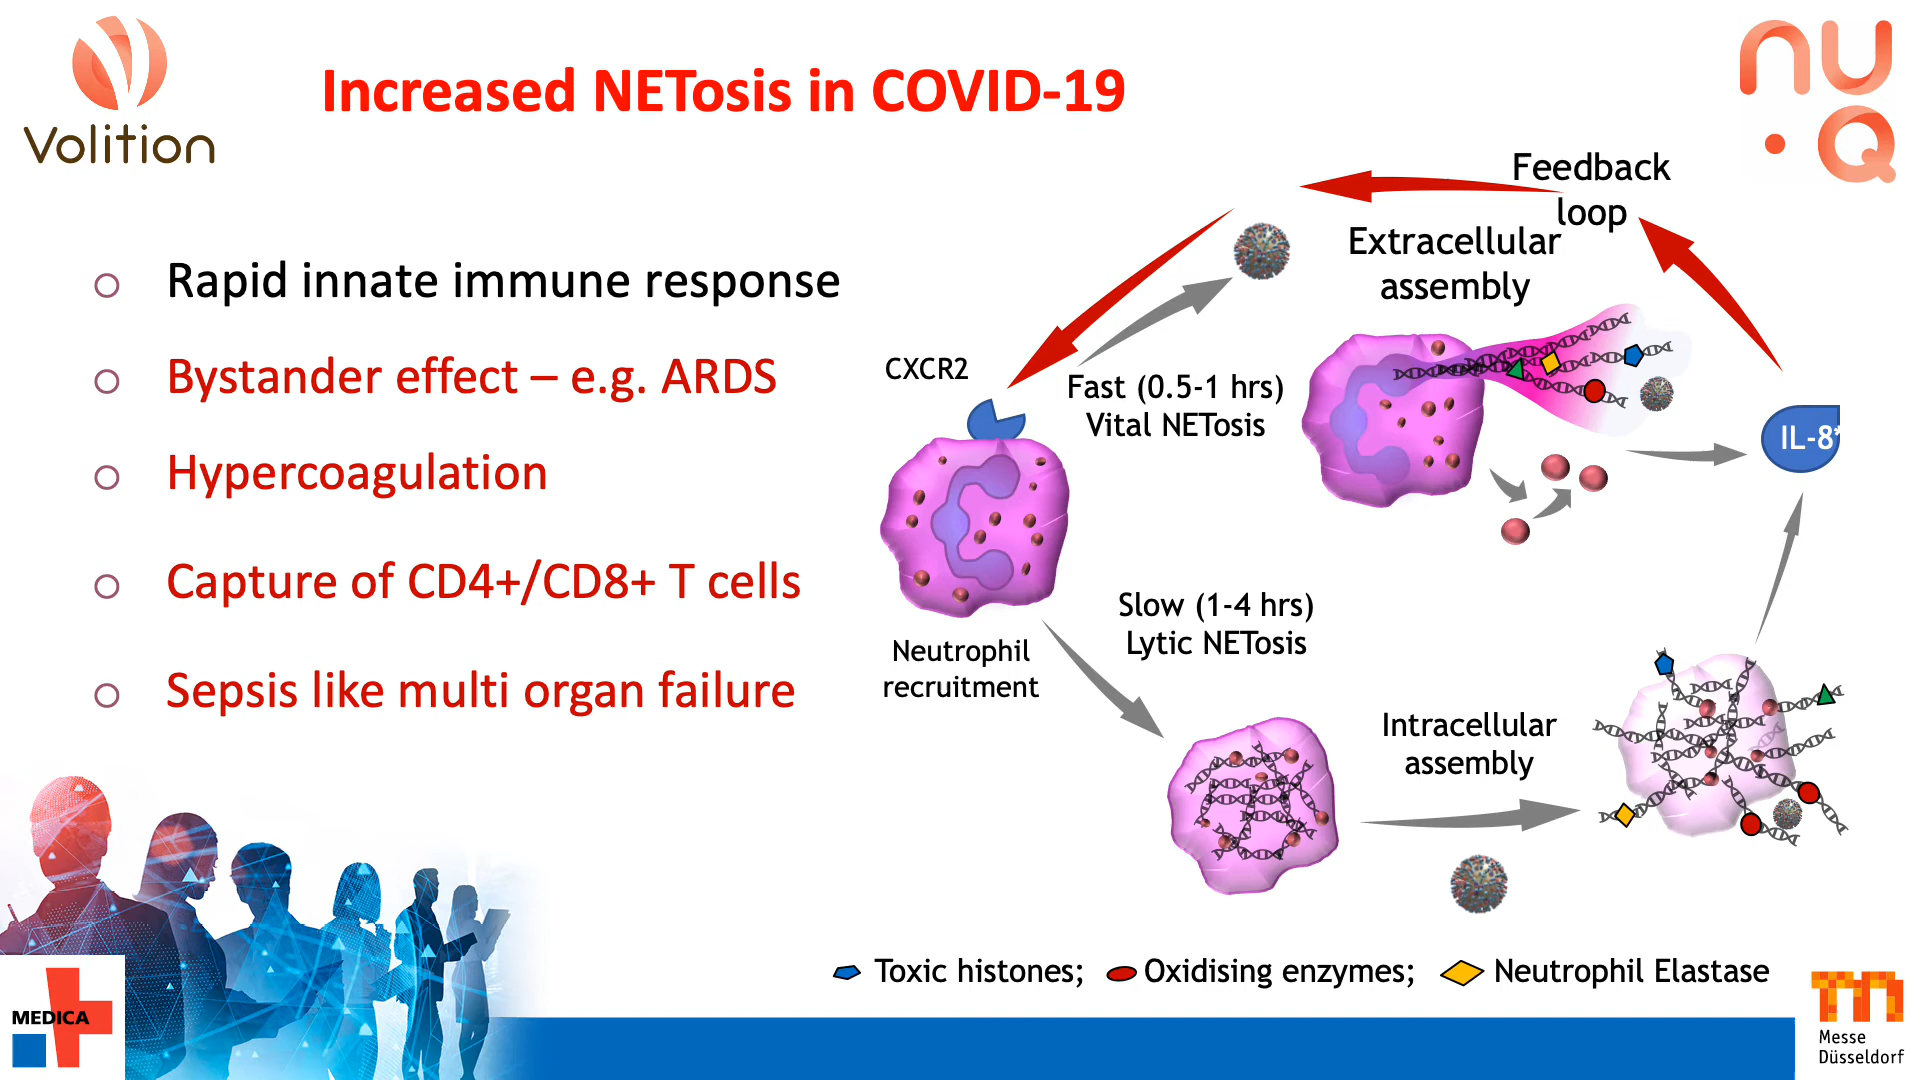 Volition
Increased NETosis in COVID-19
nu
.Q
Rapid innate immune response
Bystander effect – e.g. ARDS
Hypercoagulation
Capture of CD4+/CD8+ T cells
Sepsis like multi organ failure
Feedback
loop
Extracellular
assembly
CXCR2
Fast (0.5-1 hrs)
Vital NETosis
IL-8*
Slow (1-4 hrs)
Lytic NETosis
Neutrophil
recruitment
Intracellular
assembly
Toxic histones; Oxidising enzymes; Neutrophil Elastase
MEDICA
Messe
Düsseldorf